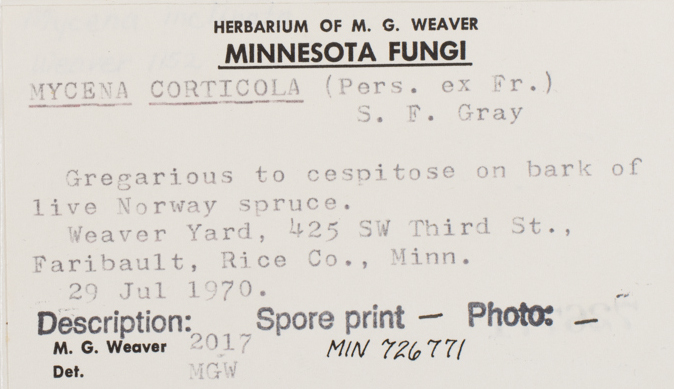 HERBARIUM OF M. G. WEAVER
MINNESOTA FUNGI
MYCENA CORTICOLA (Pers. ex Fr.)
S. F. Gray
Gregarious to cespitose on bark of
live Norway spruce.
Weaver Yard, 425 SW Third St.,
Faribault, Rice Co., Minn.
29 Jul 1970.
Description: Spore print — Photo: —
M. G. Weaver 2017 MIN 726771
Det. MGW